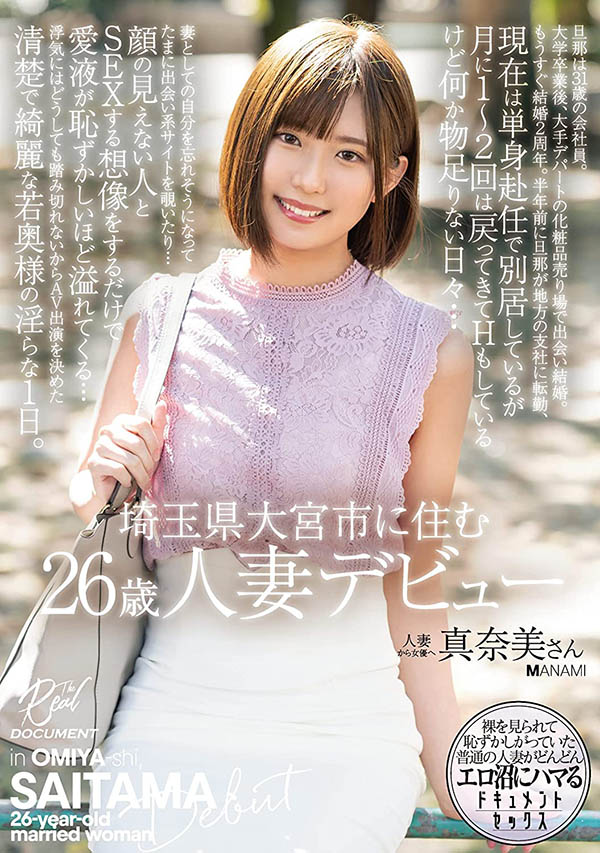 旦那は31歳の会社員。
大学卒業後、大手デパートの化粧品売り場で出会い結婚。
もうすぐ結婚2周年。半年前に旦那が地方の支社に転勤、
現在は単身赴任で別居しているが
月に1〜2回は戻ってきてHもしている
けど何か物足りない日々…
妻としての自分を忘れそうになって
たまに出会い系サイトを覗いたり…
顔の見えない人と
SEXする想像をするだけで
愛液が恥ずかしいほど溢れてくる…
浮気にはどうしても踏み切れないからAV出演を決めた
清楚で綺麗な若奥様の淫らな1日。
埼玉県大宮市に住む
26歳人妻デビュー
人妻から女優へ 真奈美さん
MANAMI
The
Real
DOCUMENT
in OMIYA-shi,
SAITAMA
Debut
26-year-old
married woman
裸を見られて
恥ずかしがっていた
普通の人妻がどんどん
エロ沼にハマる
ドキュメント
セックス